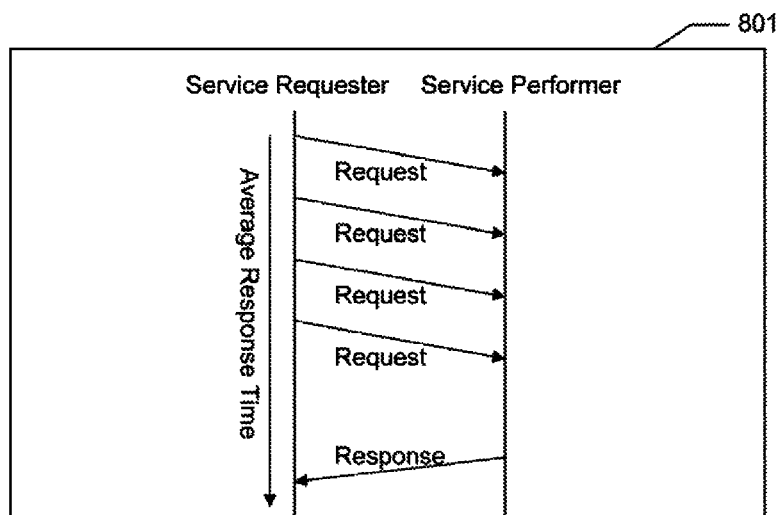 801
Service Requester
Service Performer
Average Response Time
Request
Request
Request
Request
Response